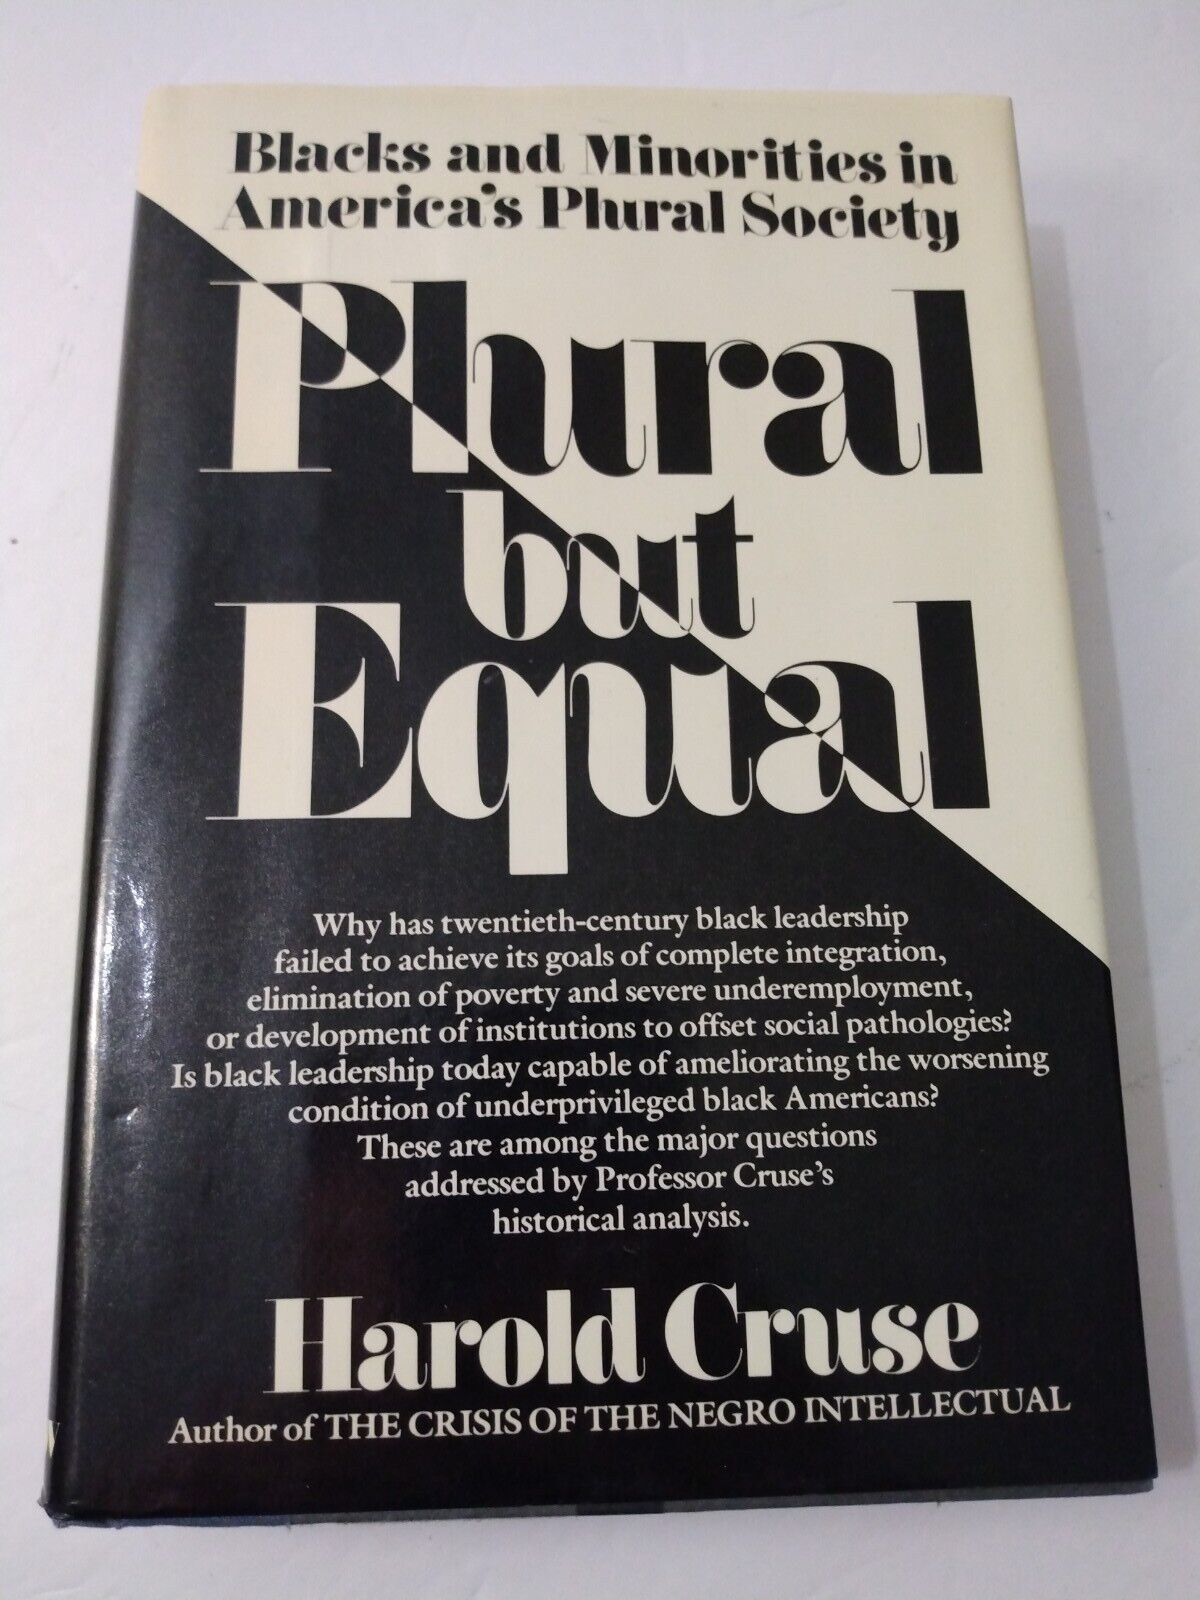 Blacks and Minorities in
America's Plural Society
Plural
but
Equal
Why has twentieth-century black leadership
failed to achieve its goals of complete integration,
elimination of poverty and severe underemployment,
or development of institutions to offset social pathologies?
Is black leadership today capable of ameliorating the worsening
condition of underprivileged black Americans?
These are among the major questions
addressed by Professor Cruse's
historical analysis.
Harold Cruse
Author of THE CRISIS OF THE NEGRO INTELLECTUAL